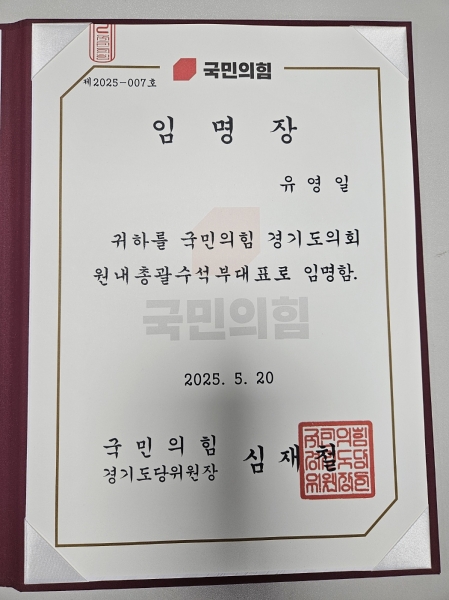 국민의힘
제2025-007호
임 명 장
유 영 일
귀하를 국민의힘 경기도의회
원내총괄수석부대표로 임명함.
국민의힘
2025. 5. 20
국 민 의 힘
경기도당위원장
심 재 철